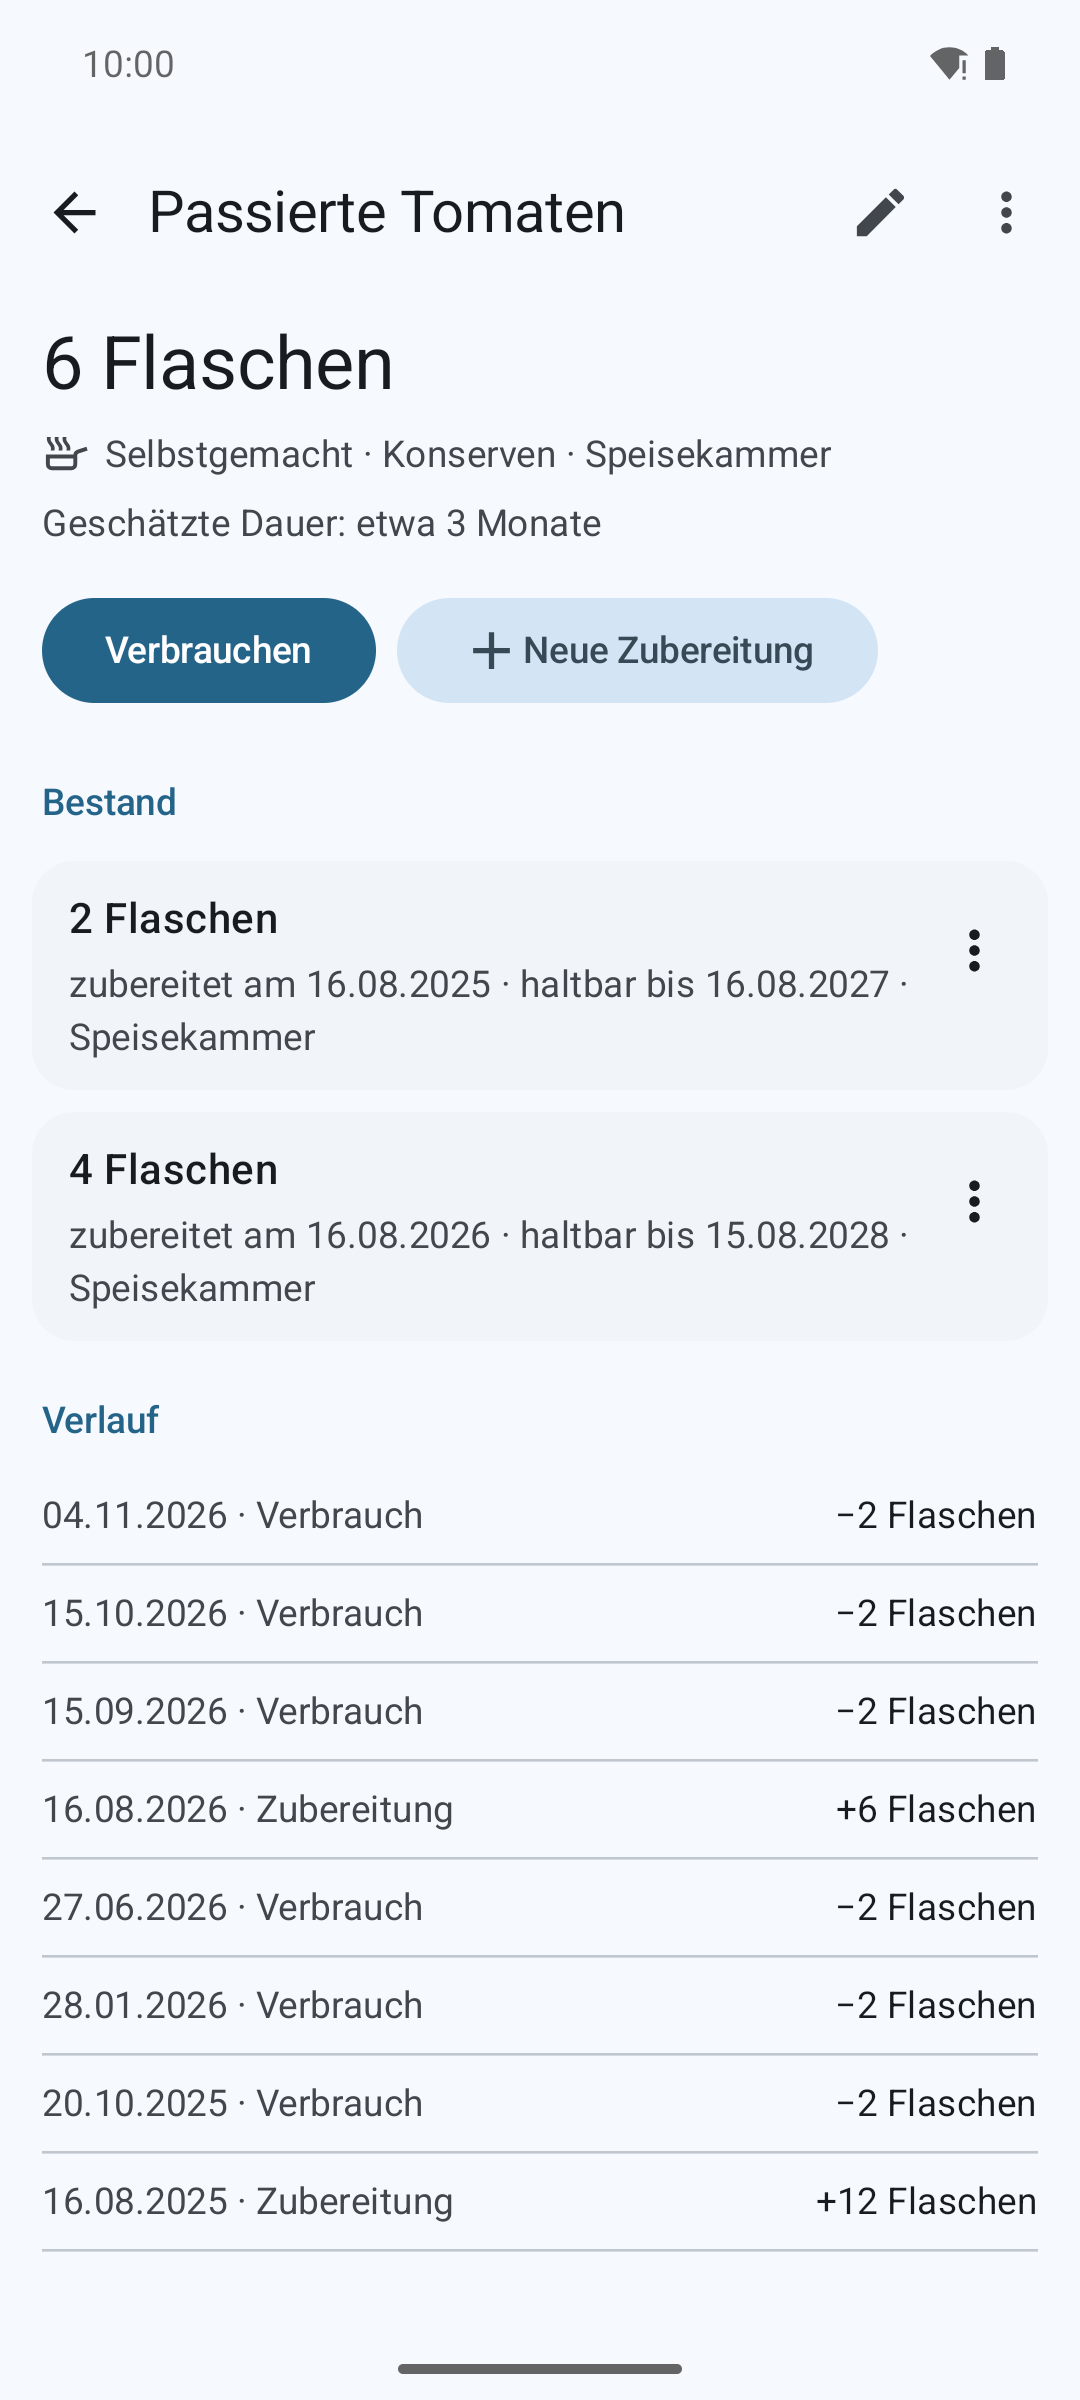 10:00
Passierte Tomaten
6 Flaschen
Selbstgemacht · Konserven · Speisekammer
Geschätzte Dauer: etwa 3 Monate
Verbrauchen
Neue Zubereitung
Bestand
2 Flaschen
zubereitet am 16.08.2025 · haltbar bis 16.08.2027 ·
Speisekammer
4 Flaschen
zubereitet am 16.08.2026 · haltbar bis 15.08.2028 ·
Speisekammer
Verlauf
04.11.2026 · Verbrauch −2 Flaschen
15.10.2026 · Verbrauch −2 Flaschen
15.09.2026 · Verbrauch −2 Flaschen
16.08.2026 · Zubereitung +6 Flaschen
27.06.2026 · Verbrauch −2 Flaschen
28.01.2026 · Verbrauch −2 Flaschen
20.10.2025 · Verbrauch −2 Flaschen
16.08.2025 · Zubereitung +12 Flaschen